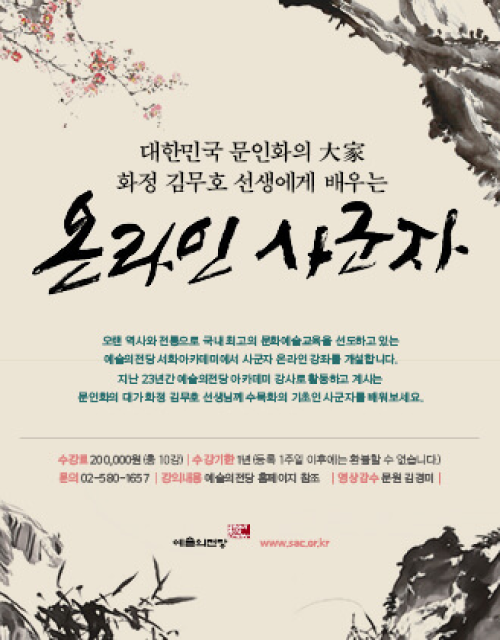 대한민국 문인화의 大家
화정 김무호 선생에게 배우는
온라인 사군자
오랜 역사와 전통으로 국내 최고의 문화예술교육을 선도하고 있는
예술의전당 서화아카데미에서 사군자 온라인 강좌를 개설합니다.
지난 23년간 예술의전당 아카데미 강사로 활동하고 계시는
문인화의 대가 화정 김무호 선생님께 수묵화의 기초인 사군자를 배워보세요.
수강료 200,000원 (총 10강) | 수강기한 1년 (등록 1주일 이후에는 환불할 수 없습니다.)
문의 02-580-1657 | 강의내용 예술의전당 홈페이지 참조 | 영상감수 문원 김경미 |
예술의전당 www.sac.or.kr